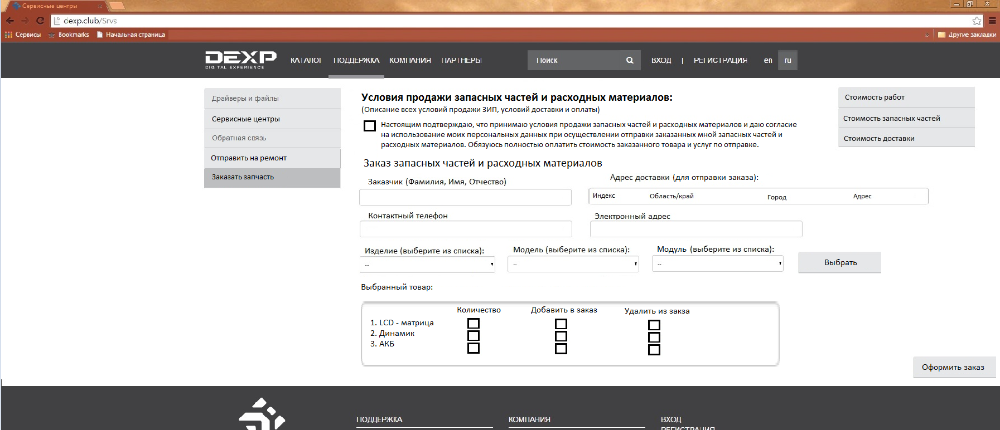 Сервисные центры
dexp.club/Srvs
Сервисы
Bookmarks
Начальная страница
»
Другие закладки
DEXP
DIGITAL EXPERIENCE
КАТАЛОГ
ПОДДЕРЖКА
КОМПАНИЯ
ПАРТНЕРЫ
Поиск
ВХОД | РЕГИСТРАЦИЯ
en
ru
Драйверы и файлы
Сервисные центры
Обратная связь
Отправить на ремонт
Заказать запчасть
Условия продажи запасных частей и расходных материалов:
(Описание всех условий продажи ЗИП, условий доставки и оплаты)
Настоящим подтверждаю, что принимаю условия продажи запасных частей и расходных материалов и даю согласие
на использование моих персональных данных при осуществлении отправки заказанных мной запасных частей и
расходных материалов. Обязуюсь полностью оплатить стоимость заказанного товара и услуг по отправке.
Стоимость работ
Стоимость запасных частей
Стоимость доставки
Заказ запасных частей и расходных материалов
Заказчик (Фамилия, Имя, Отчество)
Адрес доставки (для отправки заказа):
Индекс
Область/край
Город
Адрес
Контактный телефон
Электронный адрес
Изделие (выберите из списка):
Модель (выберите из списка):
Модуль (выберите из списка):
--
--
--
Выбрать
Выбранный товар:
Количество
Добавить в заказ
Удалить из закза
1. LCD - матрица
2. Динамик
3. АКБ
Оформить заказ
ПОДДЕРЖКА
КОМПАНИЯ
ВХОД
РЕГИСТРАЦИЯ